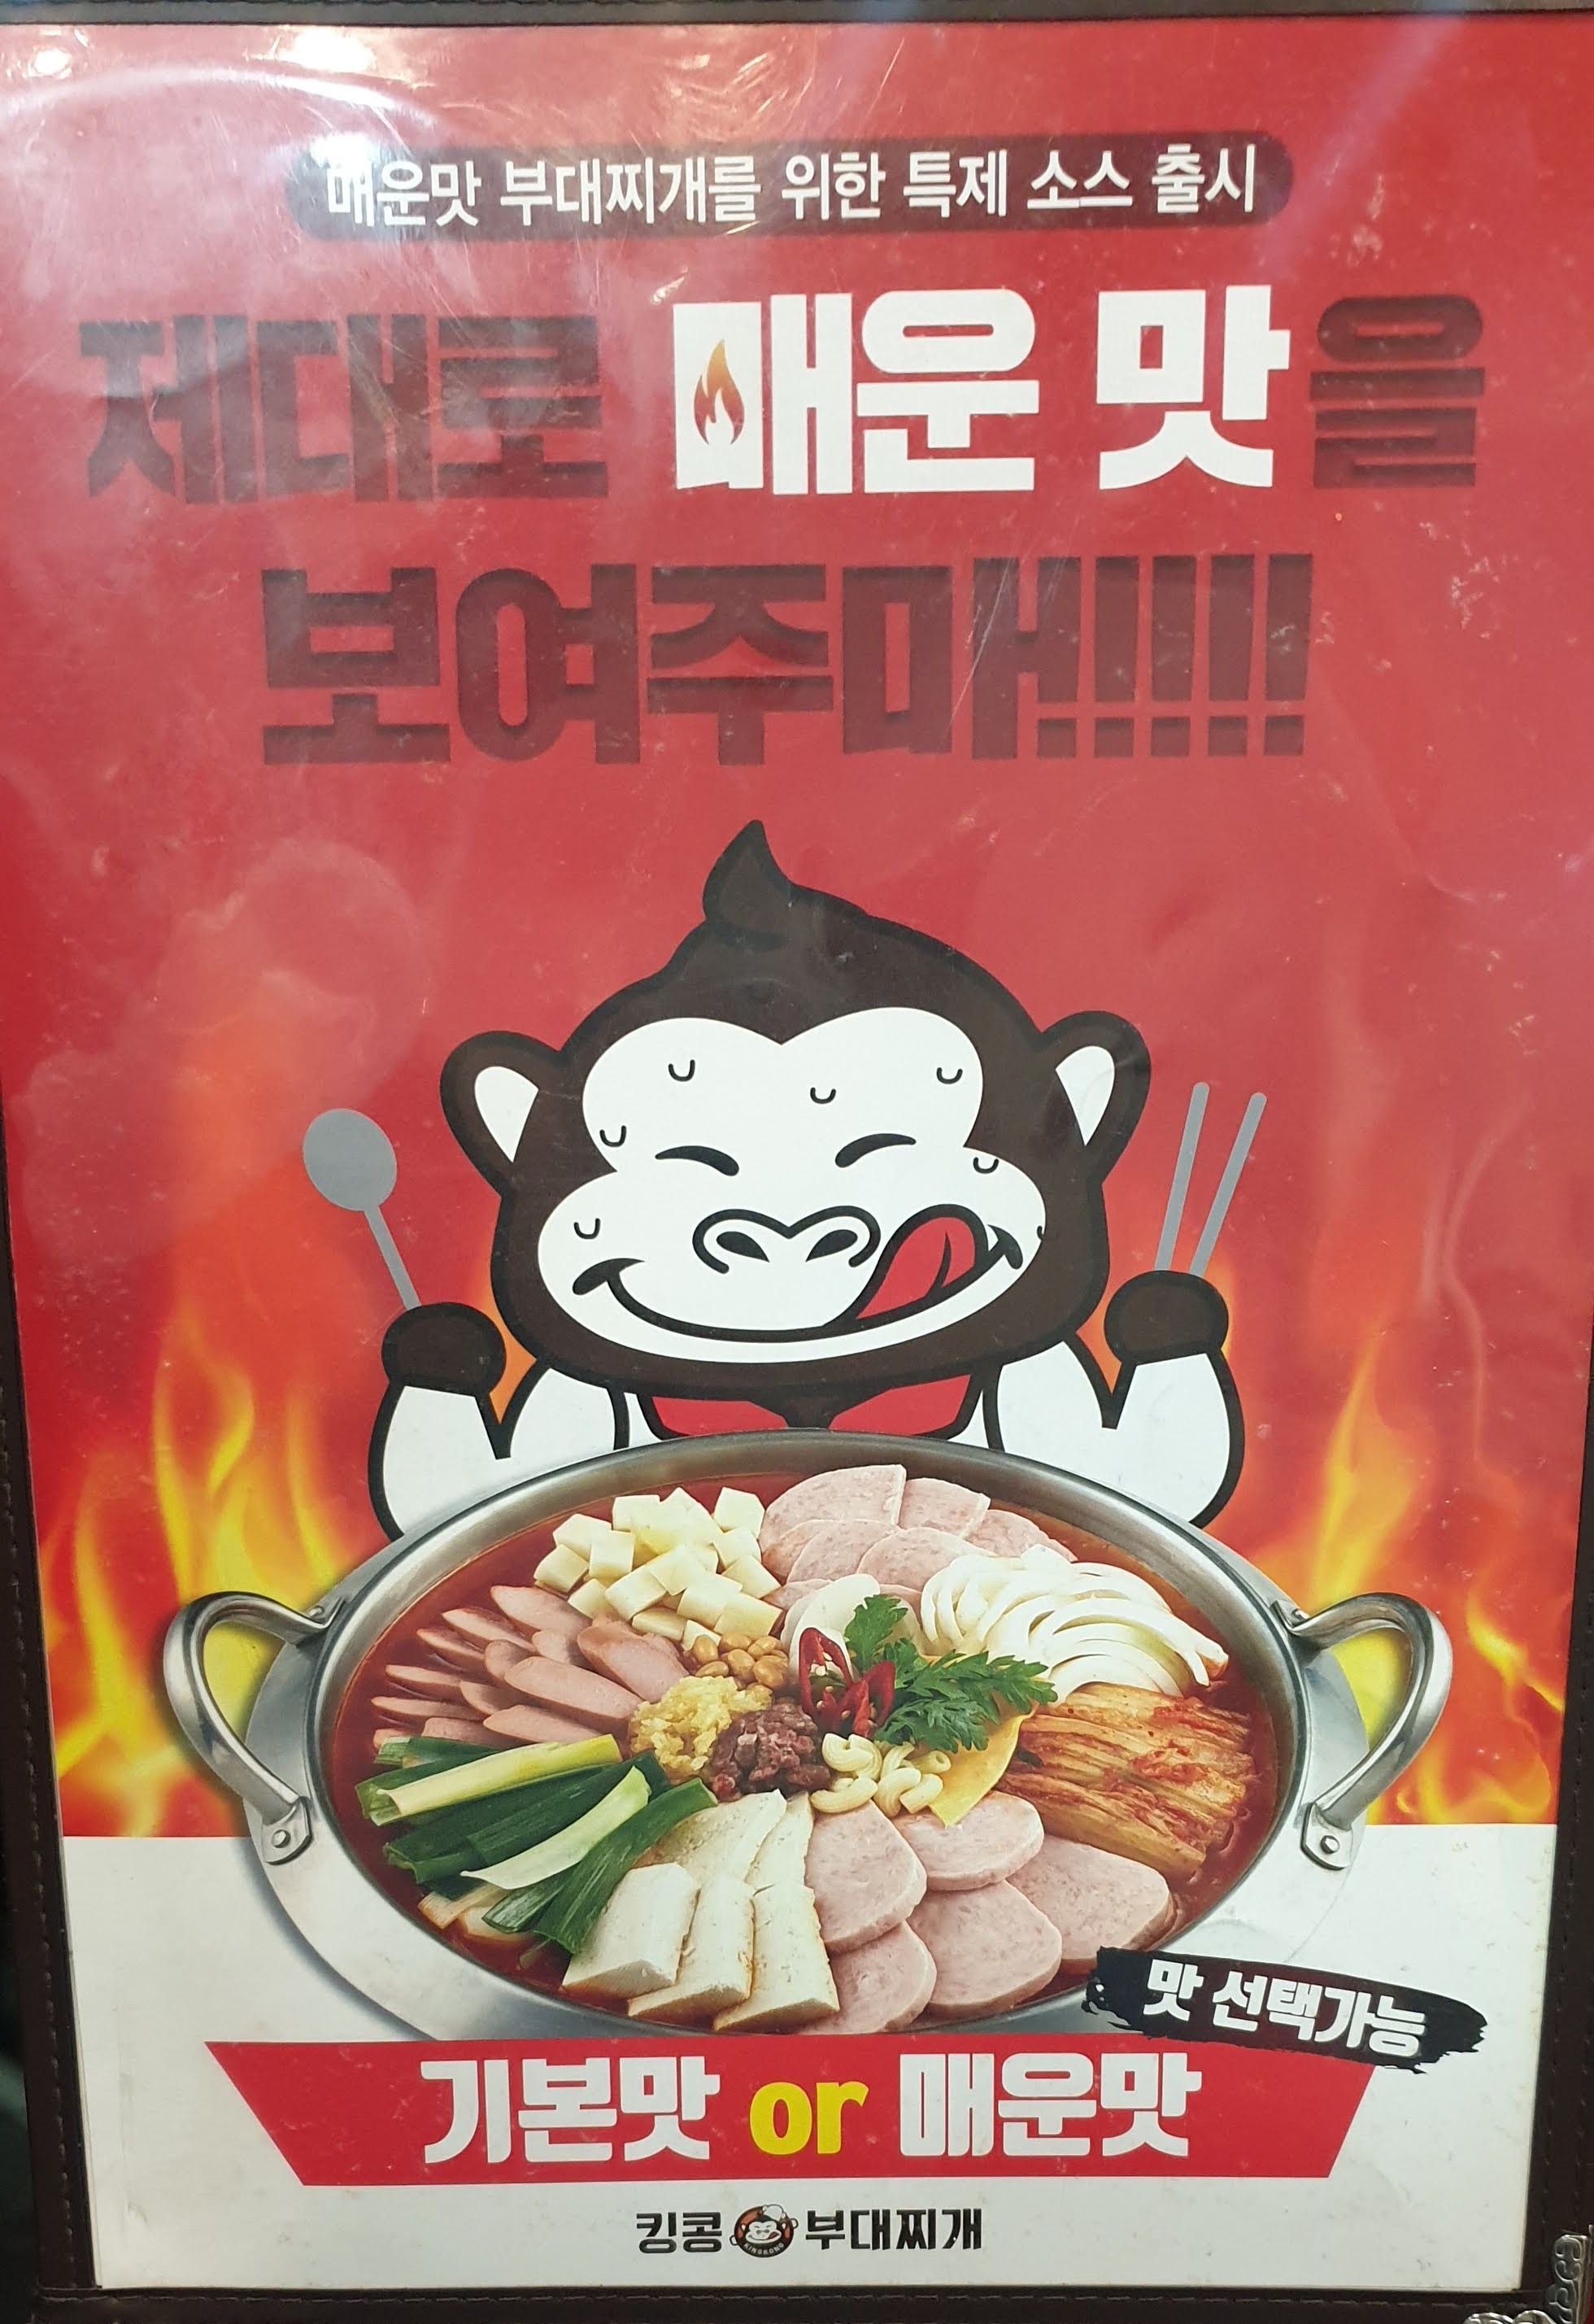 매운맛 부대찌개를 위한 특제 소스 출시
제대로 매운 맛을
보여주매!!!!!
맛 선택가능
기본맛 or 매운맛
킹콩 KINGKONG 부대찌개